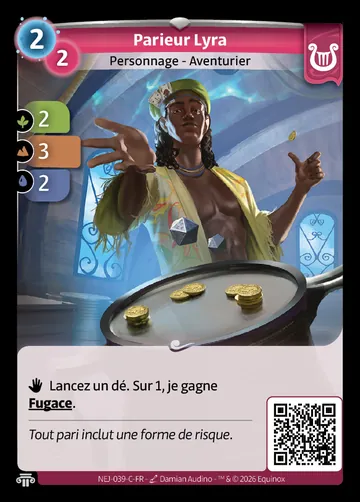 2
Parieur Lyra
2
Personnage - Aventurier
2
3
2
Lancez un dé. Sur 1, je gagne
Fugace.
Tout pari inclut une forme de risque.
NEJ-039-C-FR - Damian Audino - ™ & © 2026 Equinox